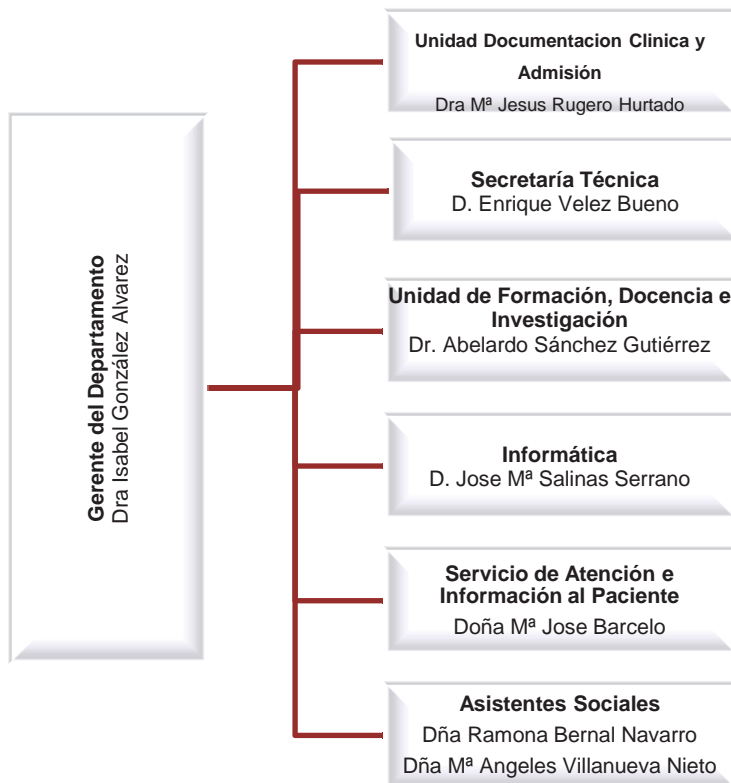 Gerente del Departamento
Dra Isabel González Alvarez
Unidad Documentacion Clinica y
Admisión
Dra Mª Jesus Rugero Hurtado
Secretaría Técnica
D. Enrique Velez Bueno
Unidad de Formación, Docencia e
Investigación
Dr. Abelardo Sánchez Gutiérrez
Informática
D. Jose Mª Salinas Serrano
Servicio de Atención e
Información al Paciente
Doña Mª Jose Barcelo
Asistentes Sociales
Dña Ramona Bernal Navarro
Dña Mª Angeles Villanueva Nieto